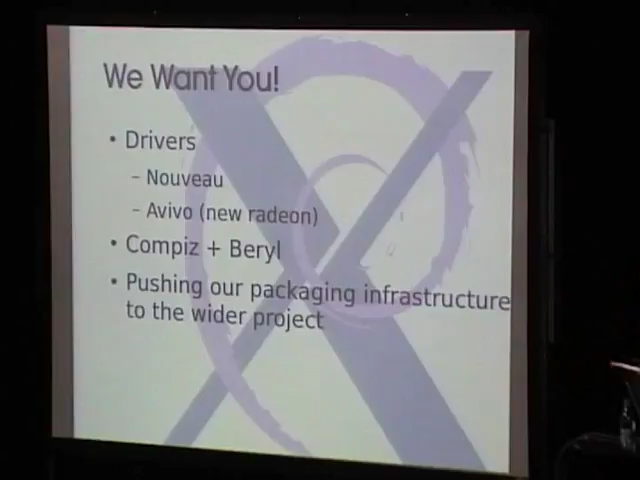 We Want You!
• Drivers
– Nouveau
– Avivo (new radeon)
• Compiz + Beryl
• Pushing our packaging infrastructure
to the wider project